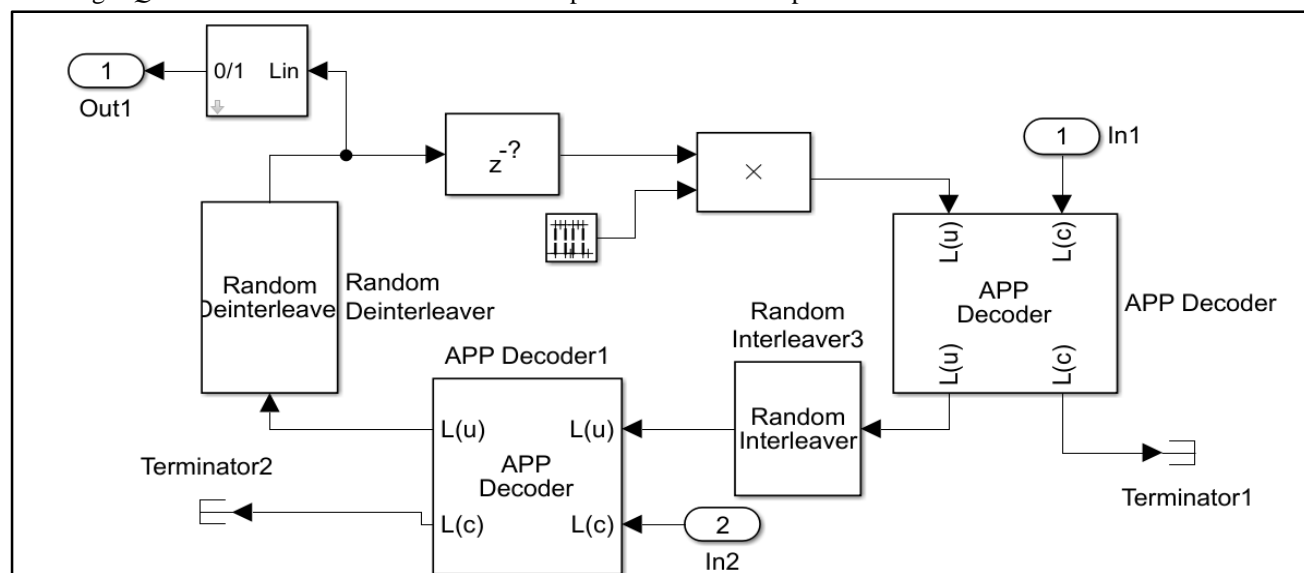 1
Out1
0/1 Lin
z-?
×
1
In1
L(u)
L(c)
APP
Decoder
L(u)
L(c)
APP Decoder
Random
Deinterleave
Random
Deinterleaver
Random
Interleaver3
Random
Interleaver
APP Decoder1
L(u)
L(u)
APP
Decoder
L(c)
L(c)
Terminator2
2
In2
Terminator1